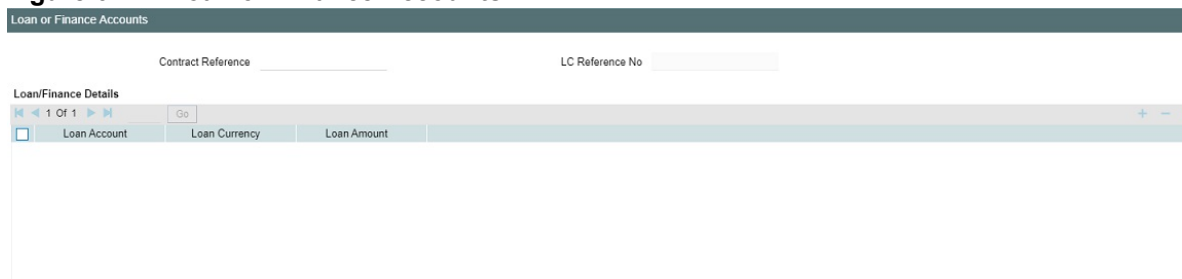 Loan or Finance Accounts
Contract Reference
LC Reference No
Loan/Finance Details
1 Of 1 Go + -
Loan Account Loan Currency Loan Amount